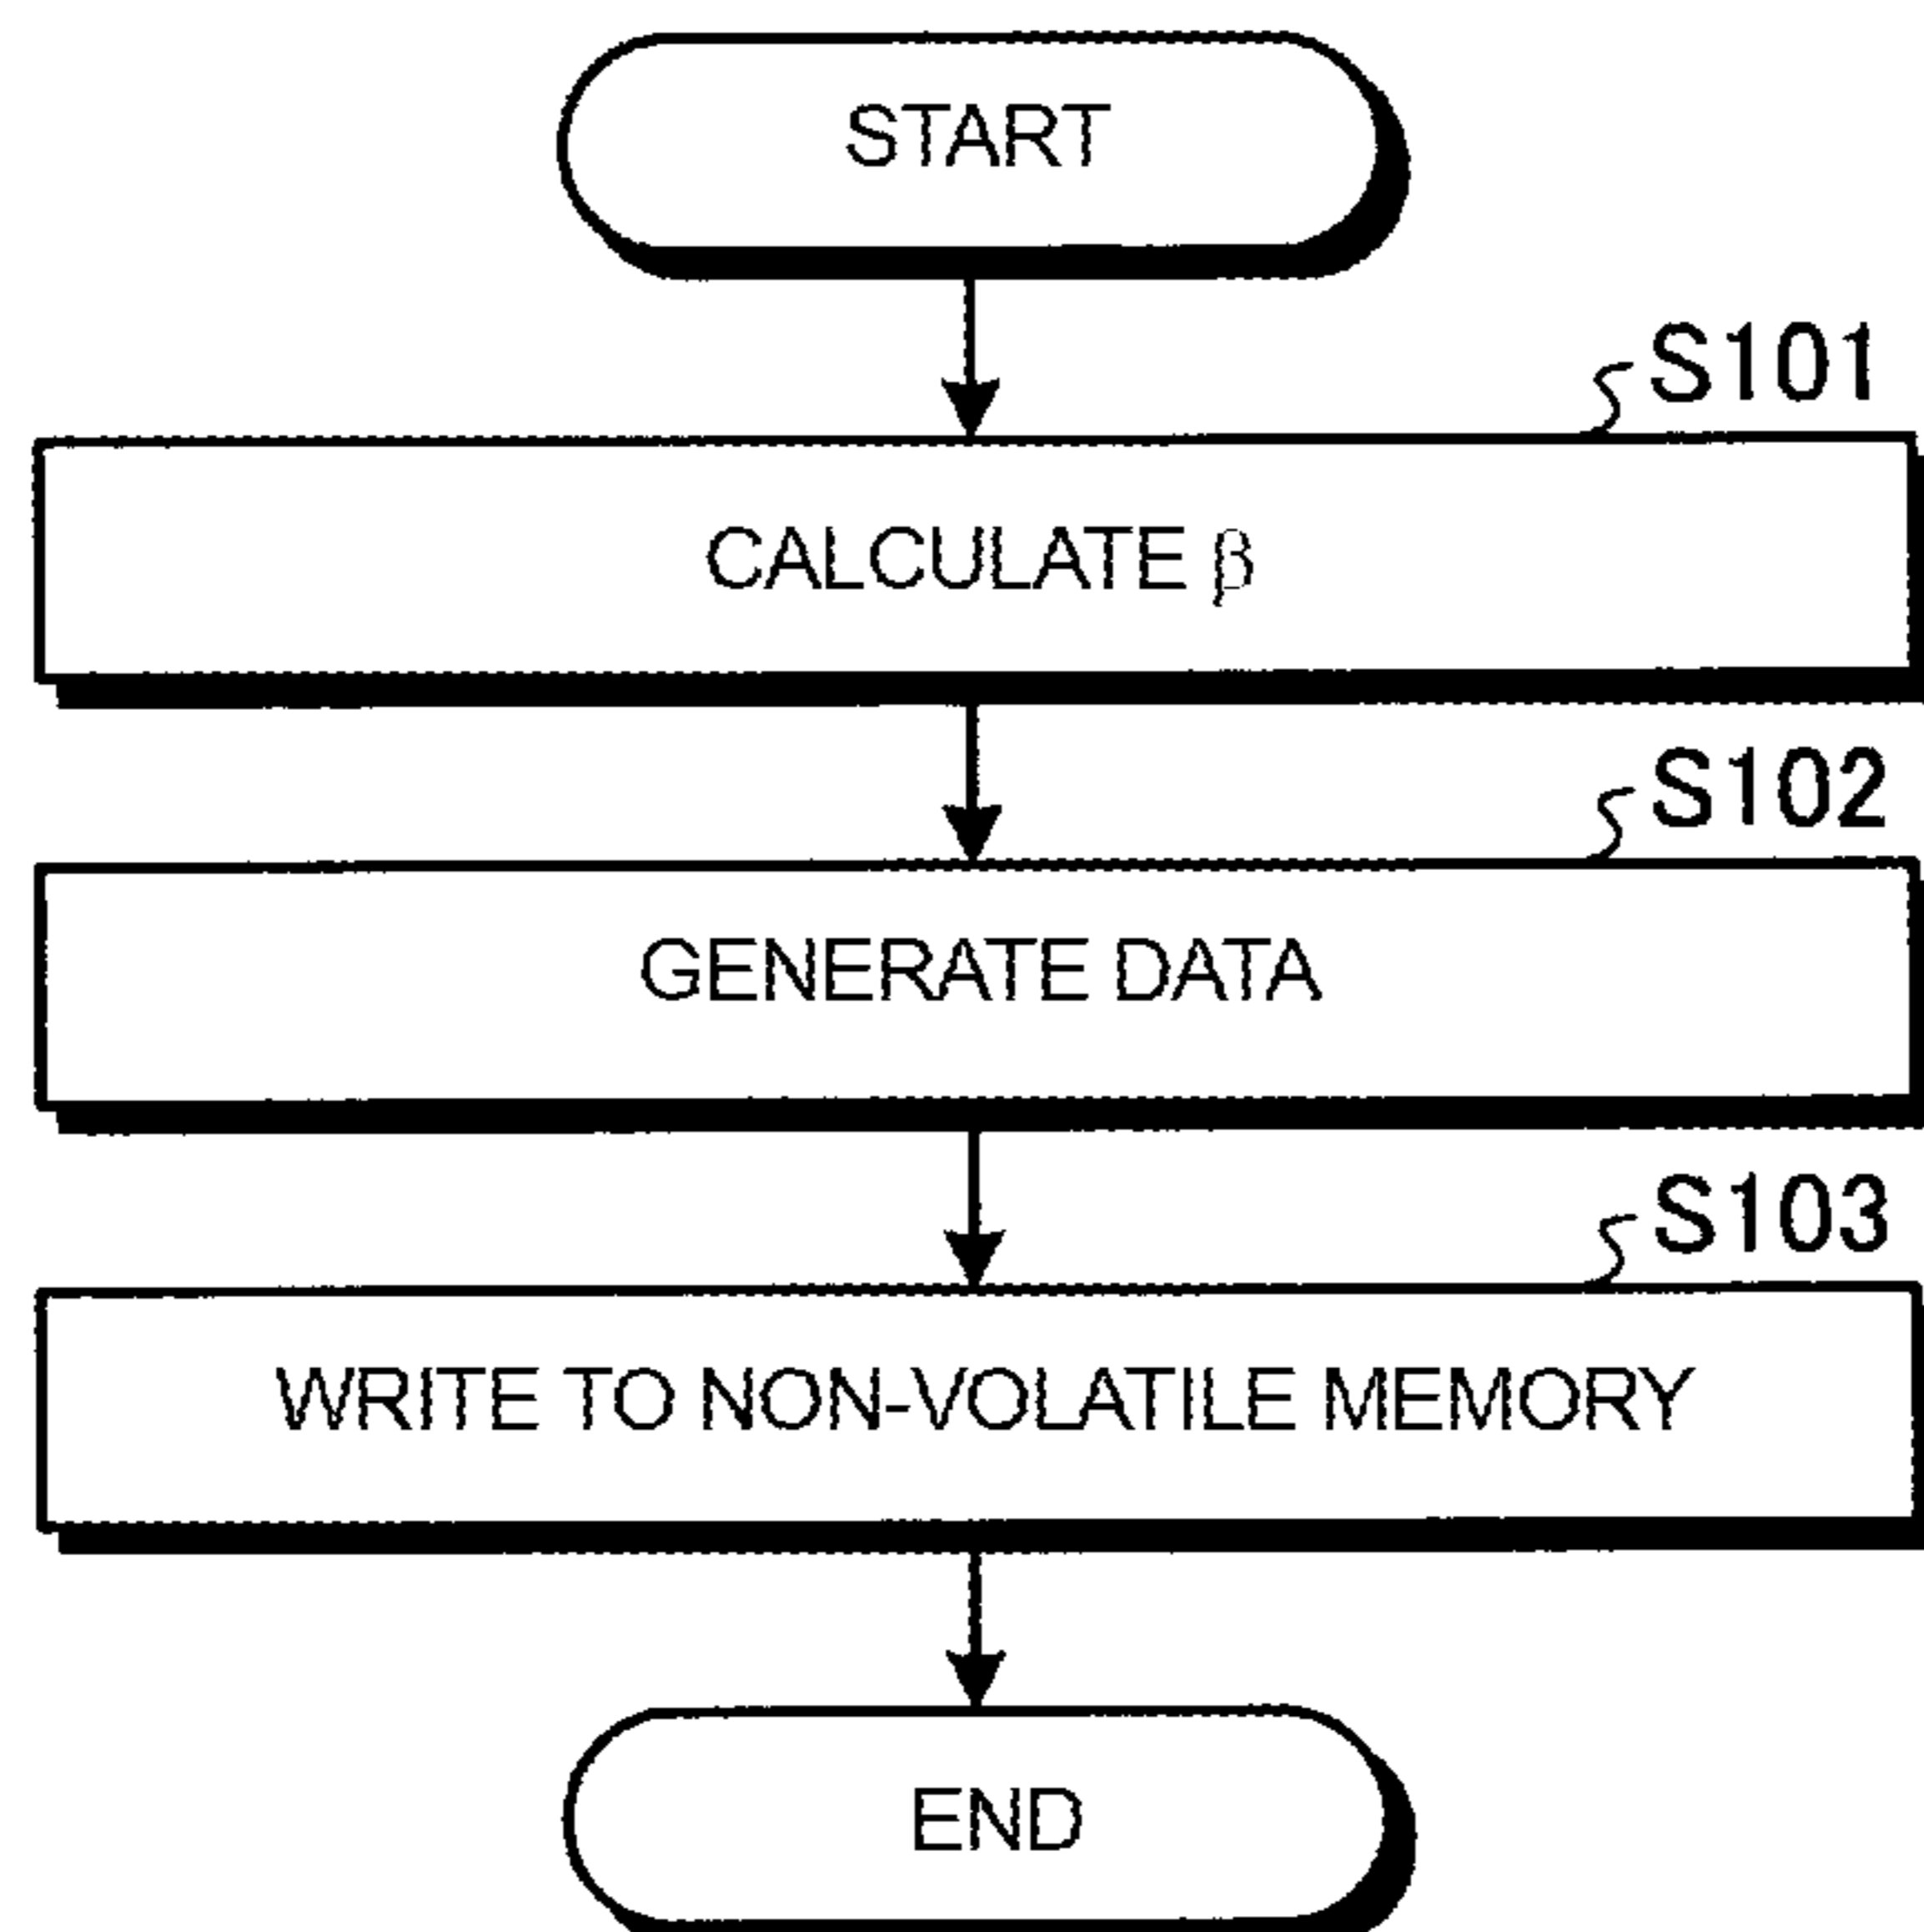 START
S101
CALCULATE β
S102
GENERATE DATA
S103
WRITE TO NON-VOLATILE MEMORY
END